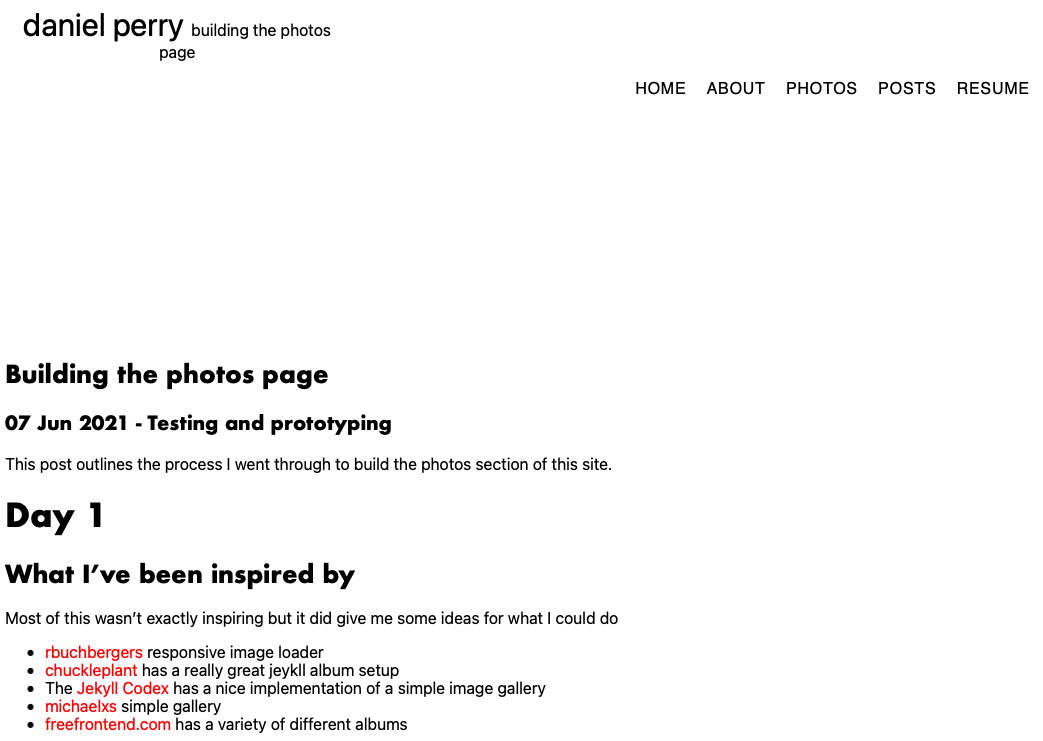 daniel perry building the photos
page
HOME ABOUT PHOTOS POSTS RESUME
Building the photos page
07 Jun 2021 - Testing and prototyping
This post outlines the process I went through to build the photos section of this site.
Day 1
What I’ve been inspired by
Most of this wasn’t exactly inspiring but it did give me some ideas for what I could do
• rbuchbergers responsive image loader
• chuckleplant has a really great jeykll album setup
• The Jekyll Codex has a nice implementation of a simple image gallery
• michaelxs simple gallery
• freefrontend.com has a variety of different albums